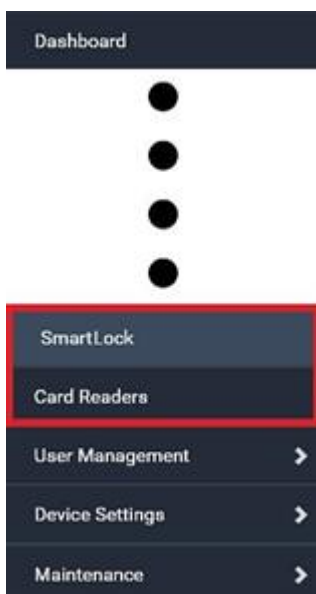 Dashboard
SmartLock
Card Readers
User Management
Device Settings
Maintenance